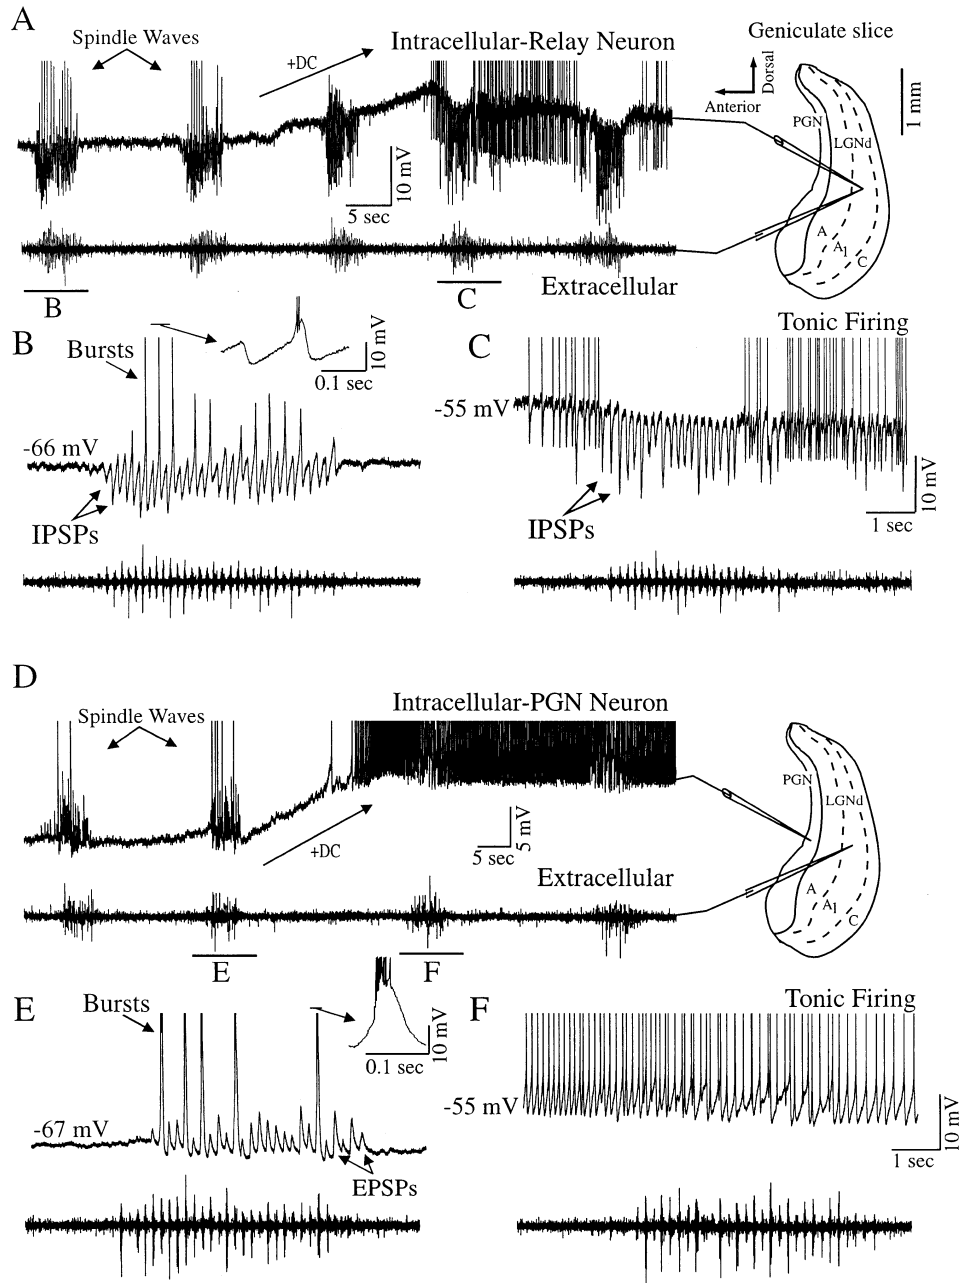 A
Spindle Waves
+DC
Intracellular-Relay Neuron
Geniculate slice
Dorsal
Anterior
1 mm
PGN
LGNd
A
A1
C
10 mV
5 sec
Extracellular
B
C
B
Bursts
10 mV
0.1 sec
-66 mV
IPSPs
C
Tonic Firing
-55 mV
IPSPs
10 mV
1 sec
D
Spindle Waves
+DC
Intracellular-PGN Neuron
5 mV
5 sec
Extracellular
PGN
LGNd
A
A1
C
E
F
E
Bursts
10 mV
0.1 sec
-67 mV
EPSPs
F
Tonic Firing
-55 mV
10 mV
1 sec